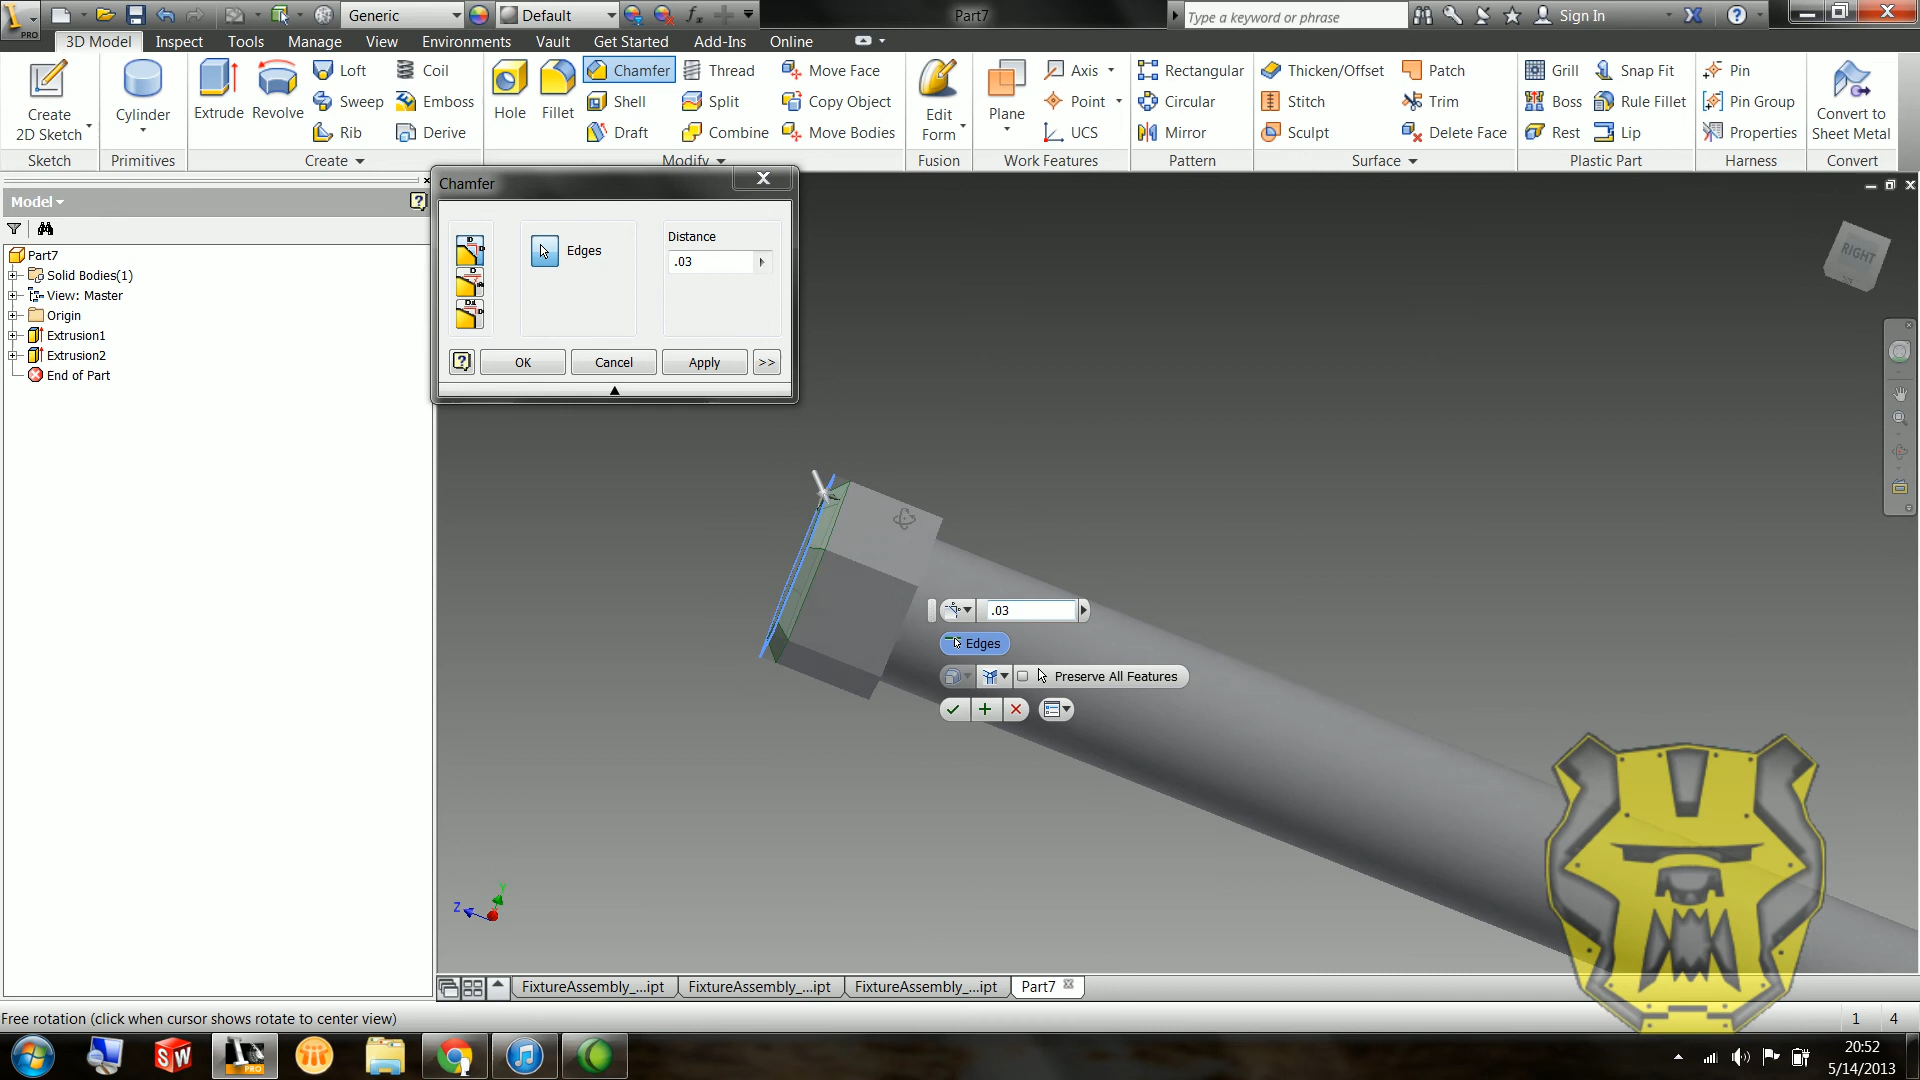 PRO
Generic
Default
Part7
Type a keyword or phrase
Sign In
3D Model
Inspect
Tools
Manage
View
Environments
Vault
Get Started
Add-Ins
Online
Create
2D Sketch
Sketch
Cylinder
Primitives
Extrude
Revolve
Loft
Sweep
Rib
Coil
Emboss
Derive
Create
Hole
Fillet
Chamfer
Shell
Draft
Thread
Split
Combine
Move Face
Copy Object
Move Bodies
Modify
Edit
Form
Fusion
Plane
Axis
Point
UCS
Work Features
Rectangular
Circular
Mirror
Pattern
Thicken/Offset
Stitch
Sculpt
Patch
Trim
Delete Face
Surface
Grill
Boss
Rest
Snap Fit
Rule Fillet
Lip
Plastic Part
Pin
Pin Group
Properties
Harness
Convert to
Sheet Metal
Convert
Model
Part7
Solid Bodies(1)
View: Master
Origin
Extrusion1
Extrusion2
End of Part
Chamfer
Edges
Distance
.03
OK
Cancel
Apply
>>
RIGHT
.03
Edges
Preserve All Features
Y
Z
FixtureAssembly_...ipt
FixtureAssembly_...ipt
FixtureAssembly_...ipt
Part7
Free rotation (click when cursor shows rotate to center view)
1
4
SW
PRO
20:52
5/14/2013